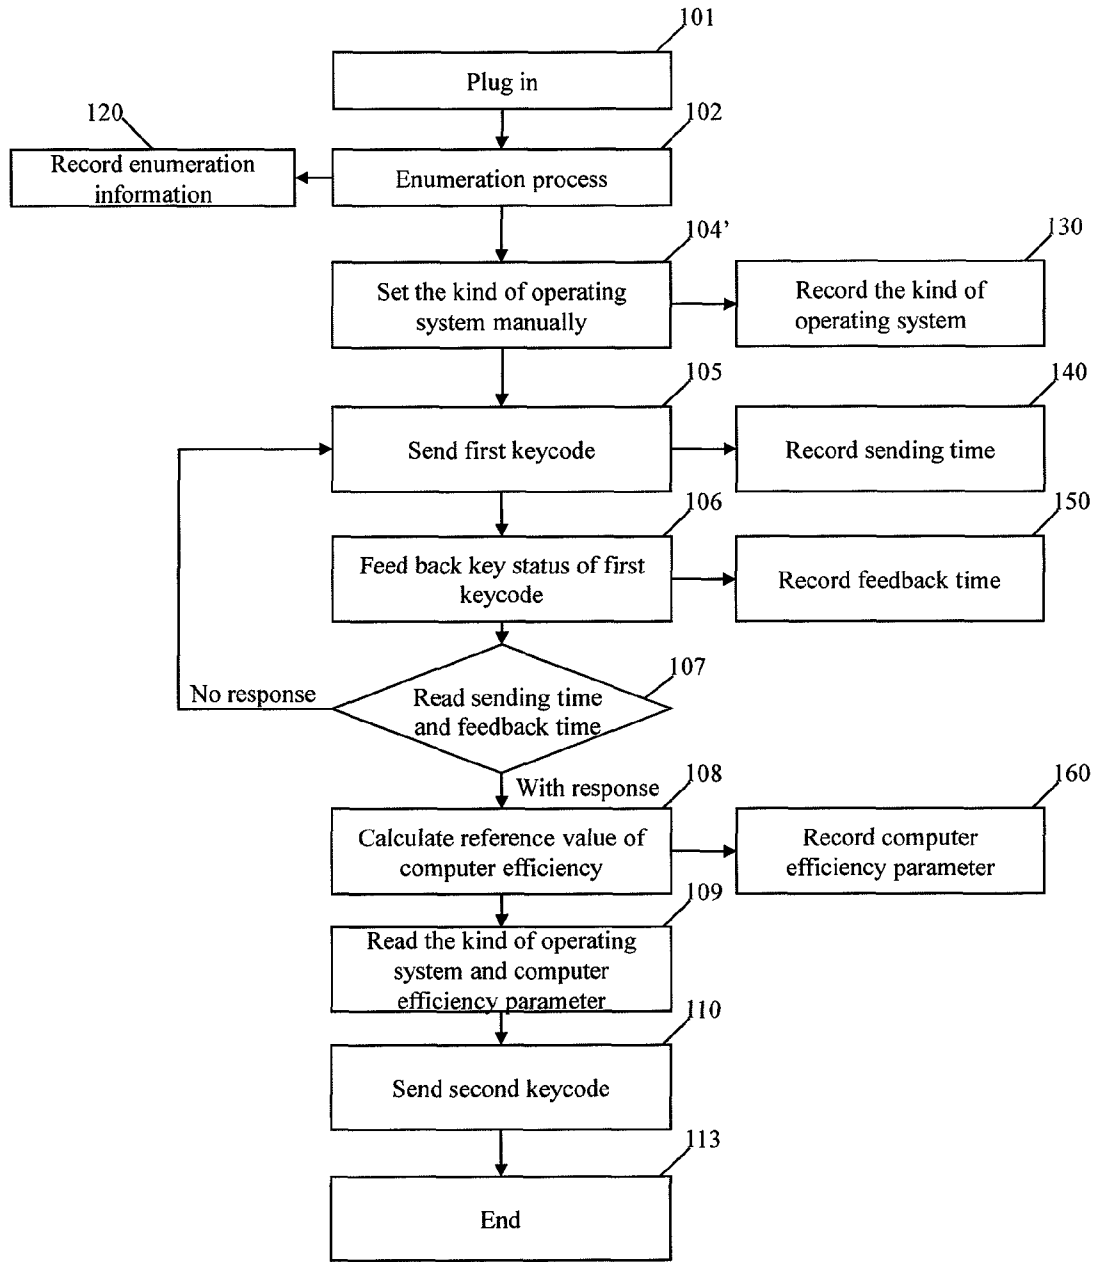 101
Plug in
120
102
Record enumeration
information
Enumeration process
104’
130
Set the kind of operating
system manually
Record the kind of
operating system
105
140
Send first keycode
Record sending time
106
150
Feed back key status of first
keycode
Record feedback time
107
No response
Read sending time
and feedback time
With response
108
160
Calculate reference value of
computer efficiency
Record computer
efficiency parameter
109
Read the kind of operating
system and computer
efficiency parameter
110
Send second keycode
113
End